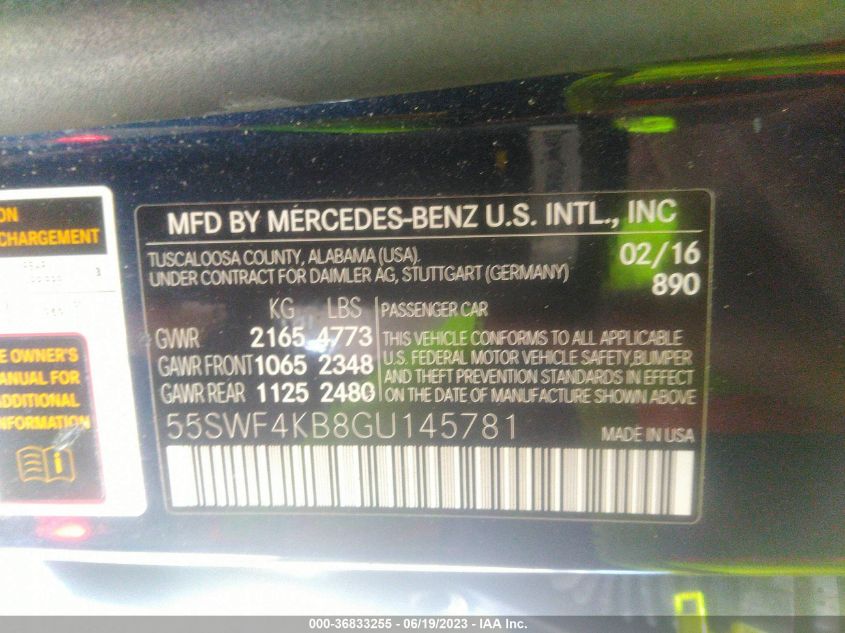 ON
CHARGEMENT
MFD BY MERCEDES-BENZ U.S. INTL., INC
TUSCALOOSA COUNTY, ALABAMA (USA). 02/16
UNDER CONTRACT FOR DAIMLER AG, STUTTGART (GERMANY) 890
KG LBS PASSENGER CAR
GVWR 2165 4773
GAWR FRONT 1065 2348
GAWR REAR 1125 2480
THIS VEHICLE CONFORMS TO ALL APPLICABLE
U.S. FEDERAL MOTOR VEHICLE SAFETY,BUMPER
AND THEFT PREVENTION STANDARDS IN EFFECT
ON THE DATE OF MANUFACTURE SHOWN ABOVE
55SWF4KB8GU145781 MADE IN USA
E OWNER'S
ANUAL FOR
ADDITIONAL
NFORMATION
000-36833255 - 06/19/2023 - IAA Inc.